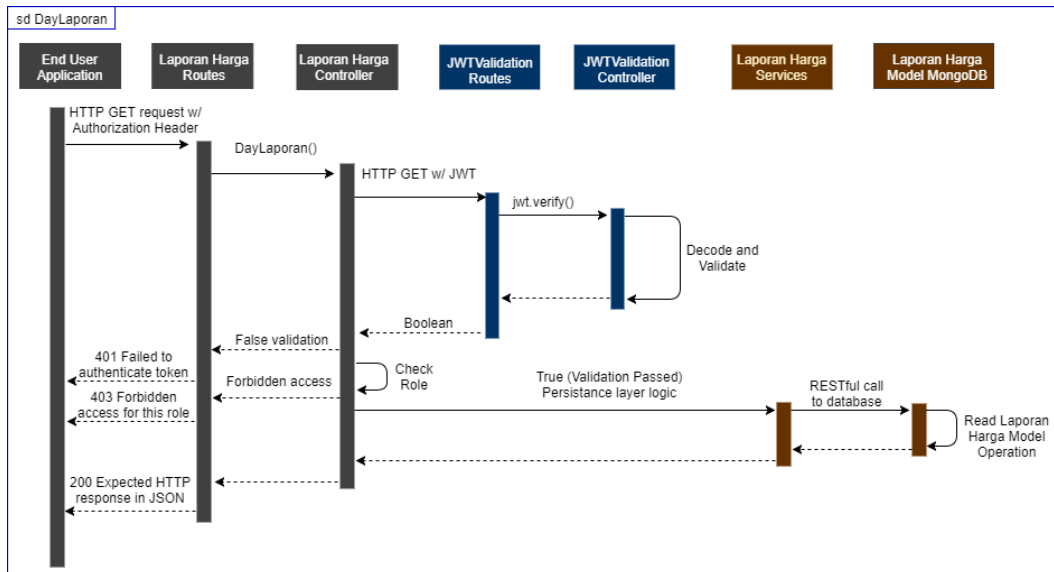 sd DayLaporan
End User
Application
Laporan Harga
Routes
Laporan Harga
Controller
JWTValidation
Routes
JWTValidation
Controller
Laporan Harga
Services
Laporan Harga
Model MongoDB
HTTP GET request w/
Authorization Header
DayLaporan()
HTTP GET w/ JWT
jwt.verify()
Decode and
Validate
Boolean
False validation
401 Failed to
authenticate token
Check
Role
Forbidden access
403 Forbidden
access for this role
True (Validation Passed)
Persistance layer logic
RESTful call
to database
Read Laporan
Harga Model
Operation
200 Expected HTTP
response in JSON